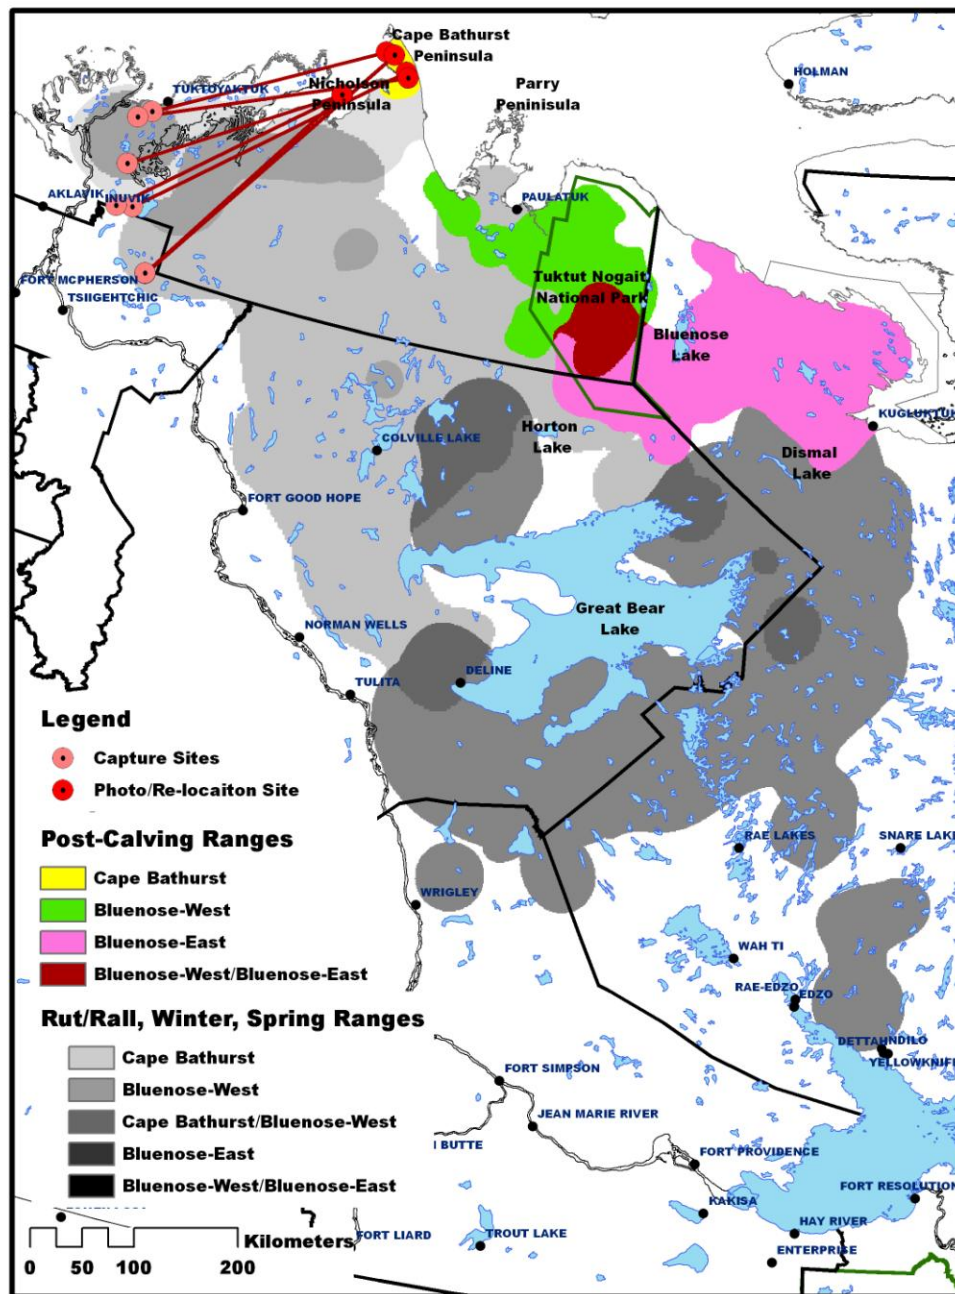 Cape Bathurst
Peninsula
HOLMAN
Nicholson
Peninsula
TUKTOYAKTUK
Parry
Peninisula
AKLAVIK
INUVIK
PAULATUK
FORT MCPHERSON
TSIIGEHTCHIC
Tuktut Nogait
National Park
Bluenose
Lake
KUGLUKTUK
Horton
Lake
COLVILLE LAKE
Dismal
Lake
FORT GOOD HOPE
Great Bear
Lake
NORMAN WELLS
DELINE
TULITA
Legend
Capture Sites
Photo/Re-locaiton Site
Post-Calving Ranges
Cape Bathurst
Bluenose-West
Bluenose-East
Bluenose-West/Bluenose-East
RAE LAKES
SNARE LAKE
WRIGLEY
WAH TI
RAE-EDZO
EDZO
DETTAH
NDILO
YELLOWKNIFE
Rut/Rall, Winter, Spring Ranges
Cape Bathurst
Bluenose-West
Cape Bathurst/Bluenose-West
Bluenose-East
Bluenose-West/Bluenose-East
FORT SIMPSON
JEAN MARIE RIVER
BUTTE
FORT PROVIDENCE
FORT RESOLUTION
KAKISA
HAY RIVER
ENTERPRISE
FORT LIARD
TROUT LAKE
Kilometers
0 50 100 200